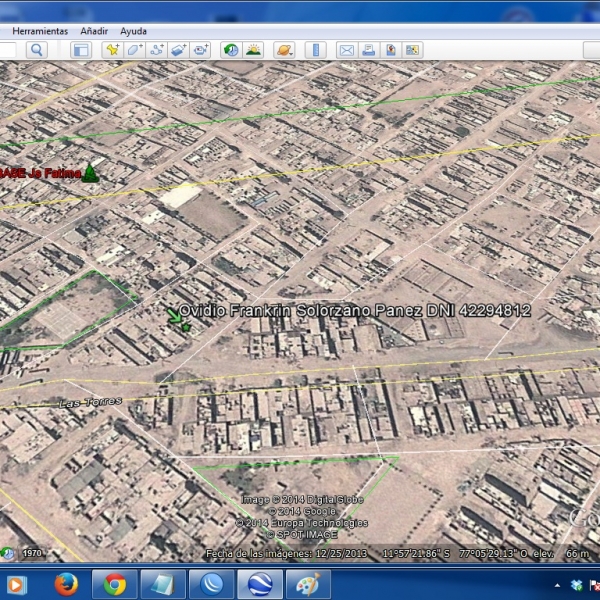 Herramientas Añadir Ayuda
BASE Jo Fatima
Ovidio Frankrin Solorzano Panez DNI 42294812
Las Torres
Image © 2014 DigitalGlobe
© 2014 Google
© 2014 Europa Technologies
© SPOT IMAGE
Goo
1970
Fecha de las imágenes: 12/25/2013 11°57'21.86" S 77°05'29.13" O elev. 66 m